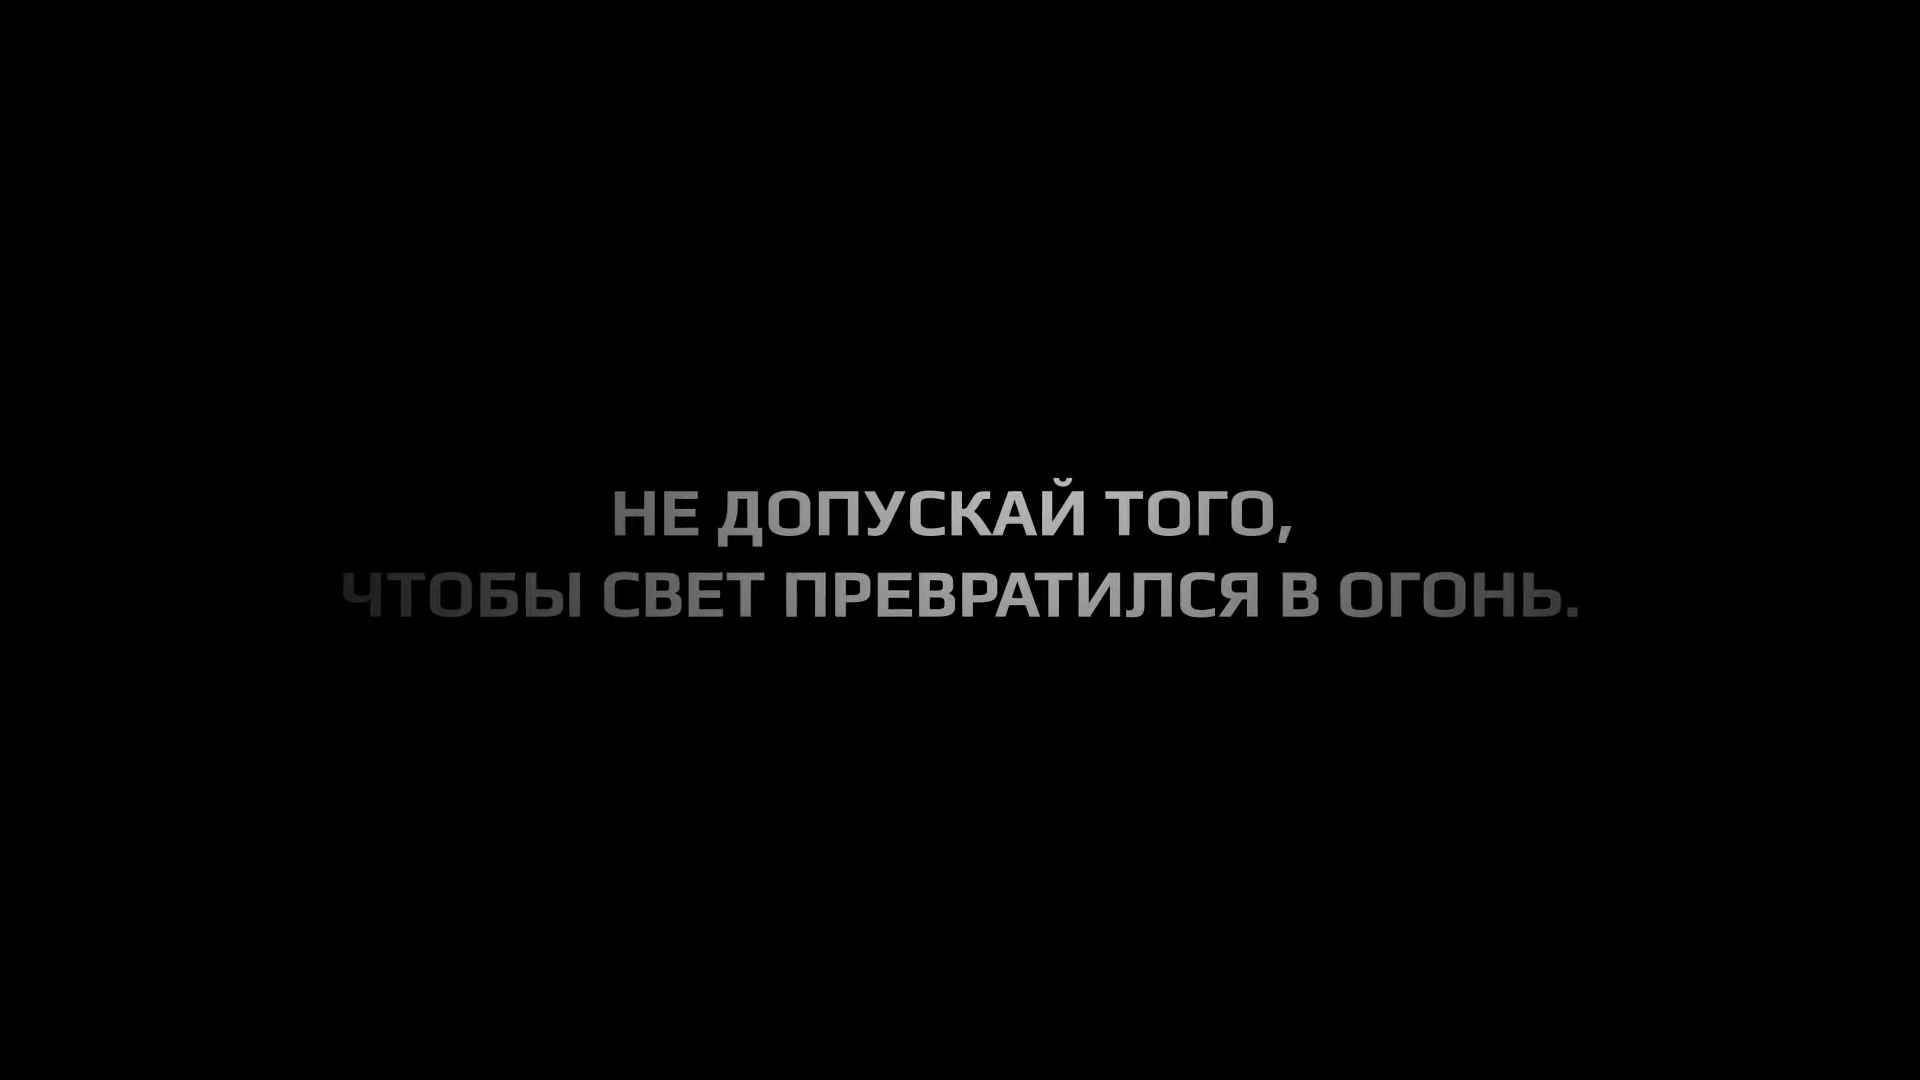 НЕ ДОПУСКАЙ ТОГО,
ЧТОБЫ СВЕТ ПРЕВРАТИЛСЯ В ОГОНЬ.